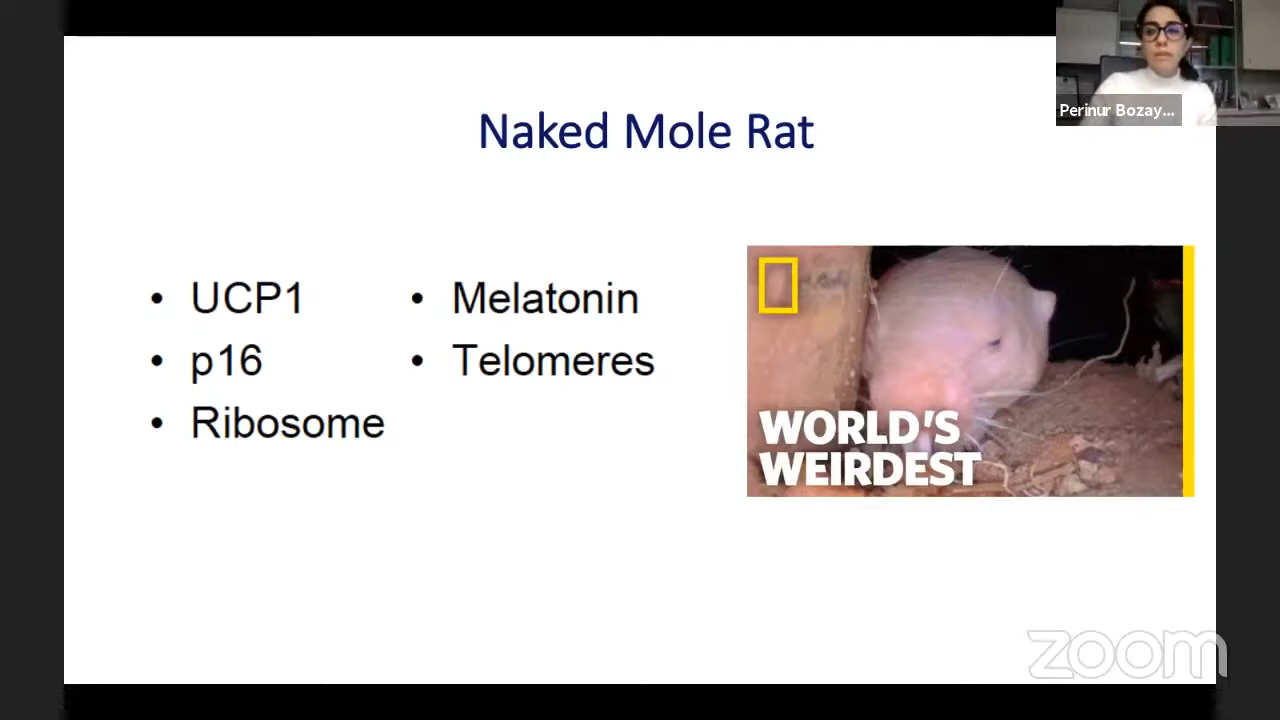 Perinur Bozay...
Naked Mole Rat
• UCP1
• p16
• Ribosome
• Melatonin
• Telomeres
WORLD'S
WEIRDEST
zoom